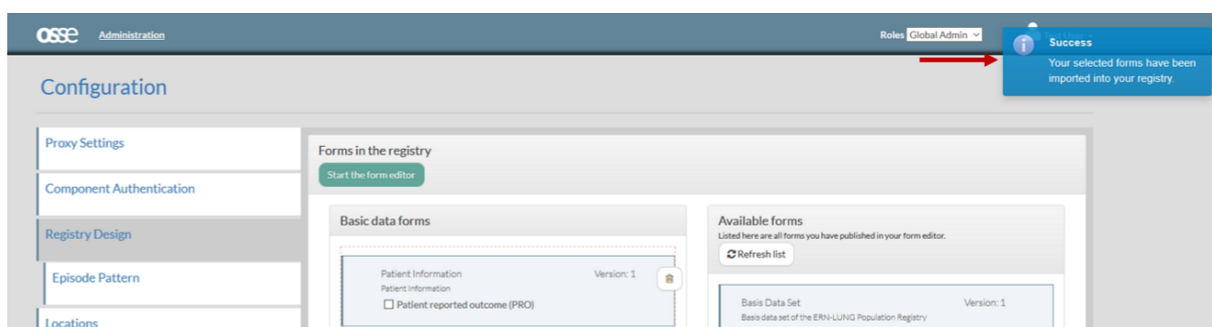 osse
Administration
Roles Global Admin
Success
Your selected forms have been
imported into your registry.
Configuration
Proxy Settings
Component Authentication
Registry Design
Episode Pattern
Locations
Forms in the registry
Start the form editor
Basic data forms
Patient Information Version: 1
Patient Information
Patient reported outcome (PRO)
Available forms
Listed here are all forms you have published in your form editor.
Refresh list
Basis Data Set Version: 1
Basis data set of the ERN-LUNG Population Registry